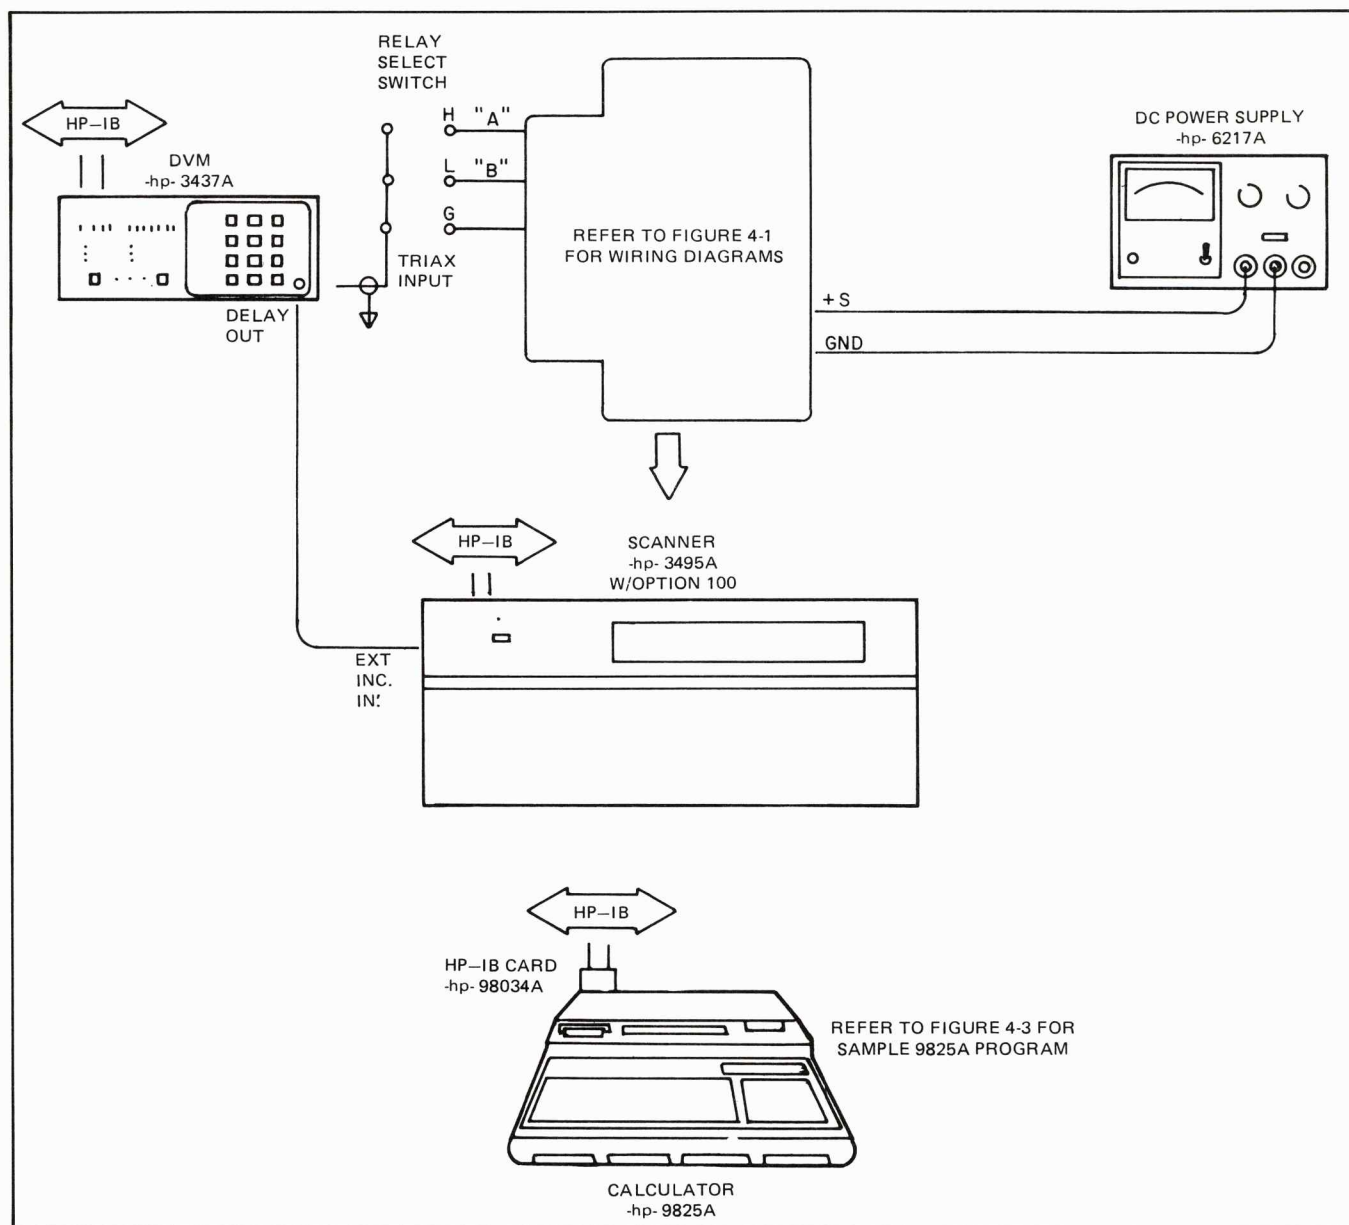 RELAY
SELECT
SWITCH
HP–IB
DVM
-hp- 3437A
H "A"
L "B"
G
TRIAX
INPUT
DELAY
OUT
REFER TO FIGURE 4-1
FOR WIRING DIAGRAMS
DC POWER SUPPLY
-hp- 6217A
+S
GND
HP–IB
SCANNER
-hp- 3495A
W/OPTION 100
EXT
INC.
IN.
HP–IB
HP–IB CARD
-hp- 98034A
REFER TO FIGURE 4-3 FOR
SAMPLE 9825A PROGRAM
CALCULATOR
-hp- 9825A